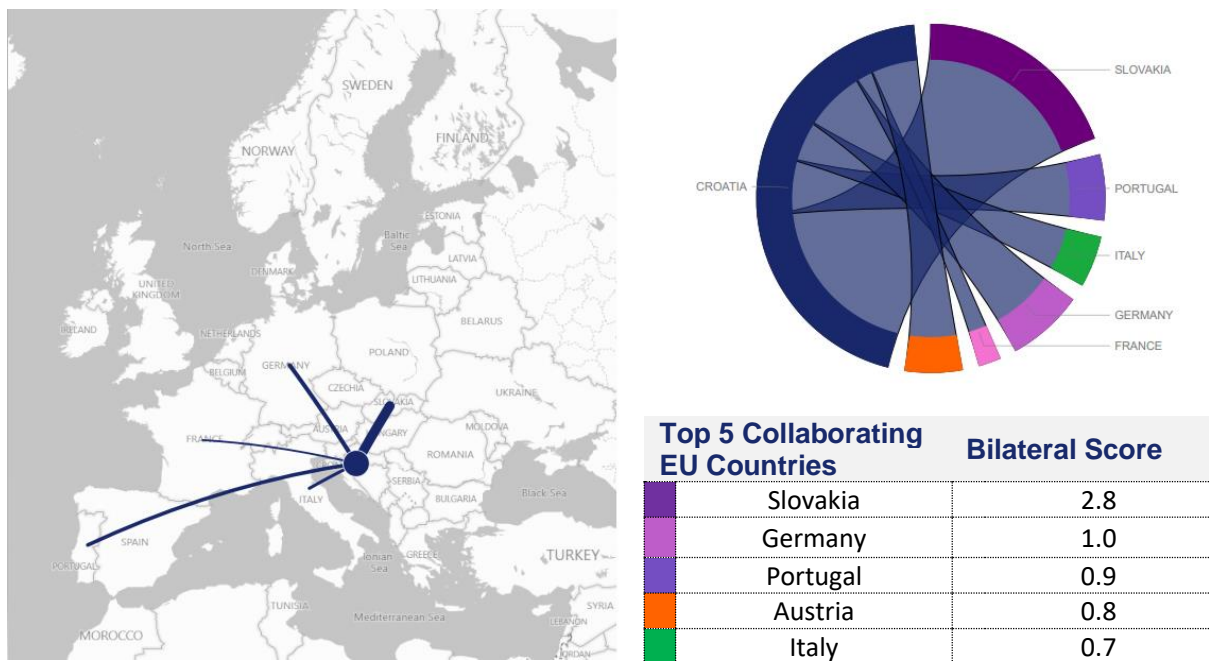 SWEDEN
FINLAND
NORWAY
ESTONIA
Baltic
Sea
North Sea
LATVIA
DENMARK
LITHUANIA
UNITED
KINGDOM
IRELAND
NETHERLANDS
BELARUS
POLAND
GERMANY
BELGIUM
CZECHIA
SLOVAKIA
UKRAINE
AUSTRIA
HUNGARY
MOLDOVA
FRANCE
ROMANIA
SERBIA
ITALY
BULGARIA
Black Sea
SPAIN
PORTUGAL
Ionian
Sea
GREECE
TURKEY
TUNISIA
Mediterranean Sea
SYRIA
LEBANON
MOROCCO
JORDAN
SLOVAKIA
CROATIA
PORTUGAL
ITALY
GERMANY
FRANCE
Top 5 Collaborating
EU Countries
Bilateral Score
Slovakia 2.8
Germany 1.0
Portugal 0.9
Austria 0.8
Italy 0.7